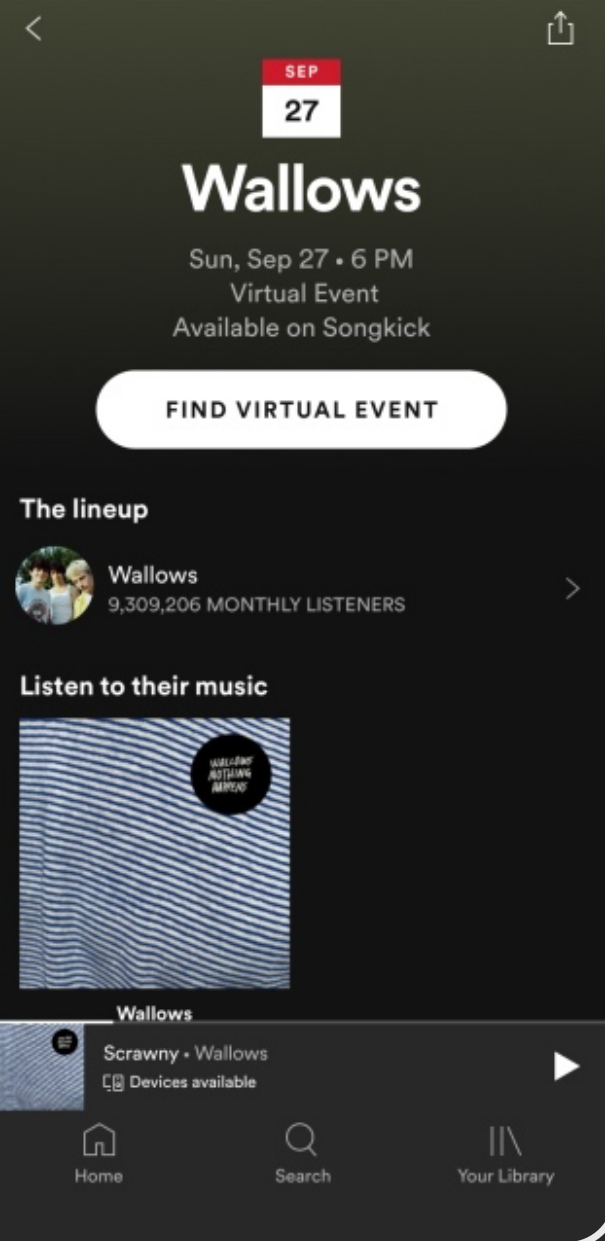 SEP
27
Wallows
Sun, Sep 27 • 6 PM
Virtual Event
Available on Songkick
FIND VIRTUAL EVENT
The lineup
Wallows
9,309,206 MONTHLY LISTENERS
Listen to their music
WALLOWS
NOTHING
HAPPENS
Wallows
Scrawny • Wallows
Devices available
Home
Search
Your Library